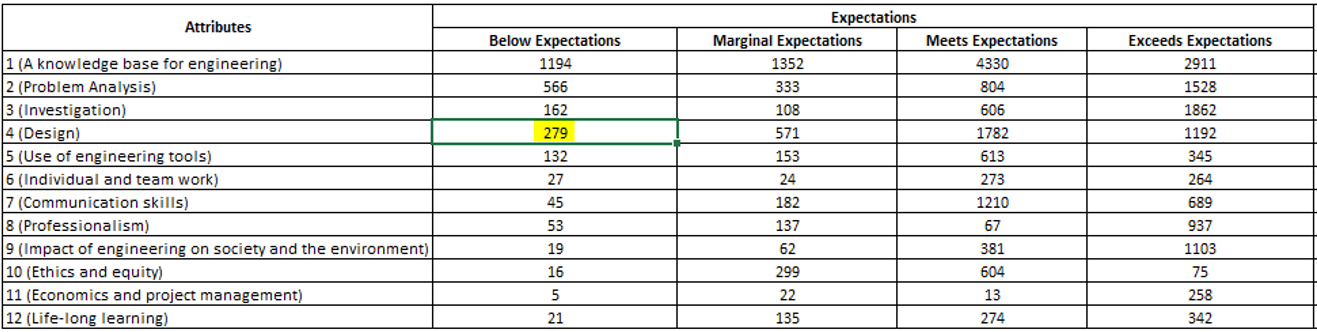 Attributes Expectations
Below Expectations Marginal Expectations Meets Expectations Exceeds Expectations
1 (A knowledge base for engineering) 1194 1352 4330 2911
2 (Problem Analysis) 566 333 804 1528
3 (Investigation) 162 108 606 1862
4 (Design) 279 571 1782 1192
5 (Use of engineering tools) 132 153 613 345
6 (Individual and team work) 27 24 273 264
7 (Communication skills) 45 182 1210 689
8 (Professionalism) 53 137 67 937
9 (Impact of engineering on society and the environment) 19 62 381 1103
10 (Ethics and equity) 16 299 604 75
11 (Economics and project management) 5 22 13 258
12 (Life-long learning) 21 135 274 342